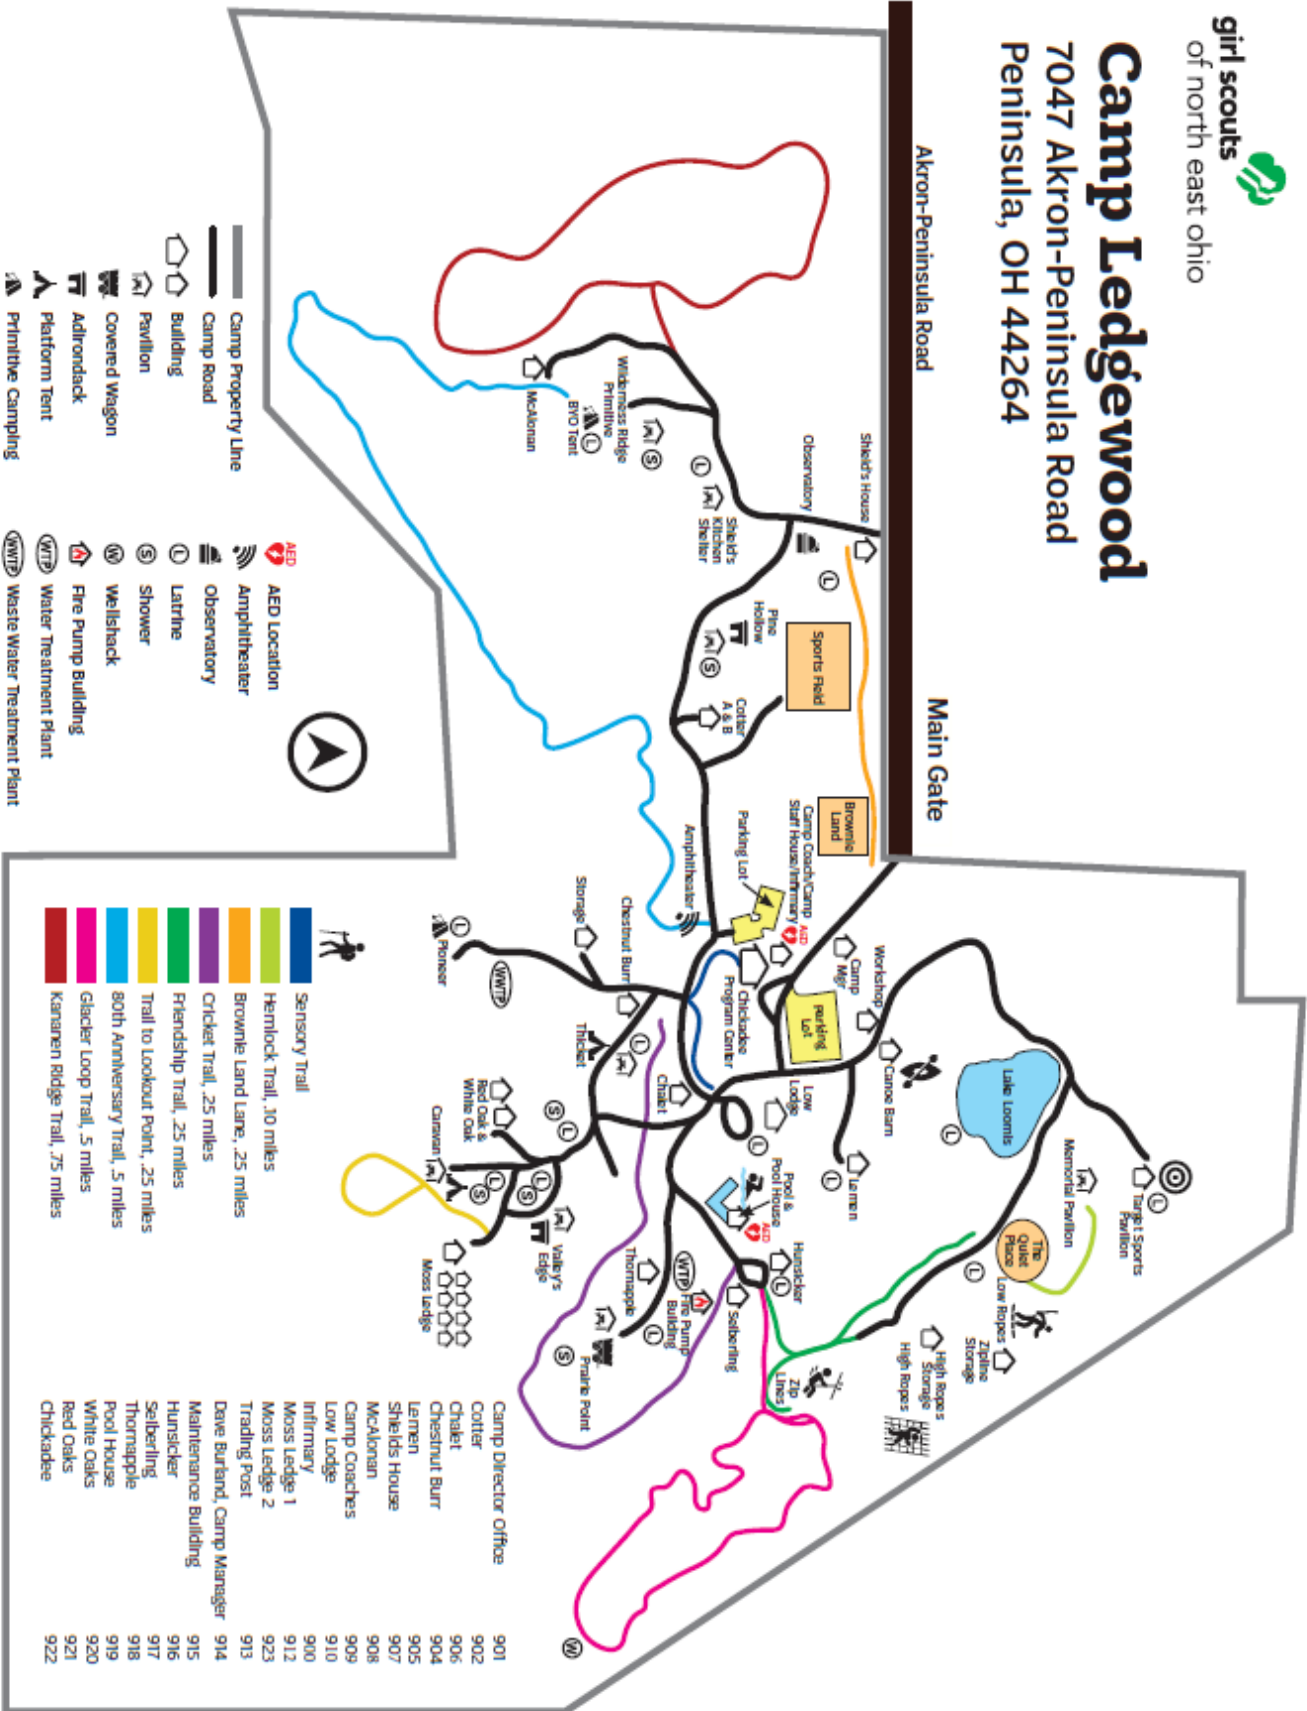 girl scouts
of north east ohio
Camp Ledgewood
7047 Akron-Peninsula Road
Peninsula, OH 44264
Akron-Peninsula Road
Main Gate
Shield's House
Observatory
L
Shield's
Kitchen
Shelter
L
S
Wilderness Ridge
Primitive
BYO Tent
L
McAlonan
Sports Field
Pine
Hollow
S
Cotter
A & B
Brownie
Land
Camp Coach/Camp
Staff House/Infirmary
AED
Parking Lot
Amphitheater
Chickadee
Program Center
Camp
Mgr
Workshop
Parking
Lot
Canoe Barn
Lake Loomis
L
Target Sports
Pavilion
L
Memorial Pavilion
The
Quiet
Place
L
Low Ropes
Zipline
Storage
High Ropes
Storage
High Ropes
Zip
Lines
Low
Lodge
L
Lemen
L
Pool &
Pool House
AED
Hunsicker
L
Seiberling
WTP
Fire Pump
Building
L
Thornapple
Prairie Point
S
Chalet
L
Thicket
Chestnut Burr
Storage
L
Pioneer
WWTP
Red Oak &
White Oak
S
L
Caravan
L
S
L
S
Valley's
Edge
Moss Ledge
W
Camp Property Line
Camp Road
Building
Pavilion
Covered Wagon
Adirondack
Platform Tent
Primitive Camping
AED
AED Location
Amphitheater
Observatory
L Latrine
S Shower
W Wellshack
Fire Pump Building
WTP Water Treatment Plant
WWTP Waste Water Treatment Plant
Sensory Trail
Hemlock Trail, .10 miles
Brownie Land Lane, .25 miles
Cricket Trail, .25 miles
Friendship Trail, .25 miles
Trail to Lookout Point, .25 miles
80th Anniversary Trail, .5 miles
Glacier Loop Trail, .5 miles
Kananen Ridge Trail, .75 miles
Camp Director Office 901
Cotter 902
Chalet 906
Chestnut Burr 904
Lemen 905
Shields House 907
McAlonan 908
Camp Coaches 909
Low Lodge 910
Infirmary 900
Moss Ledge 1 912
Moss Ledge 2 923
Trading Post 913
Dave Burland, Camp Manager 914
Maintenance Building 915
Hunsicker 916
Seiberling 917
Thornapple 918
Pool House 919
White Oaks 920
Red Oaks 921
Chickadee 922